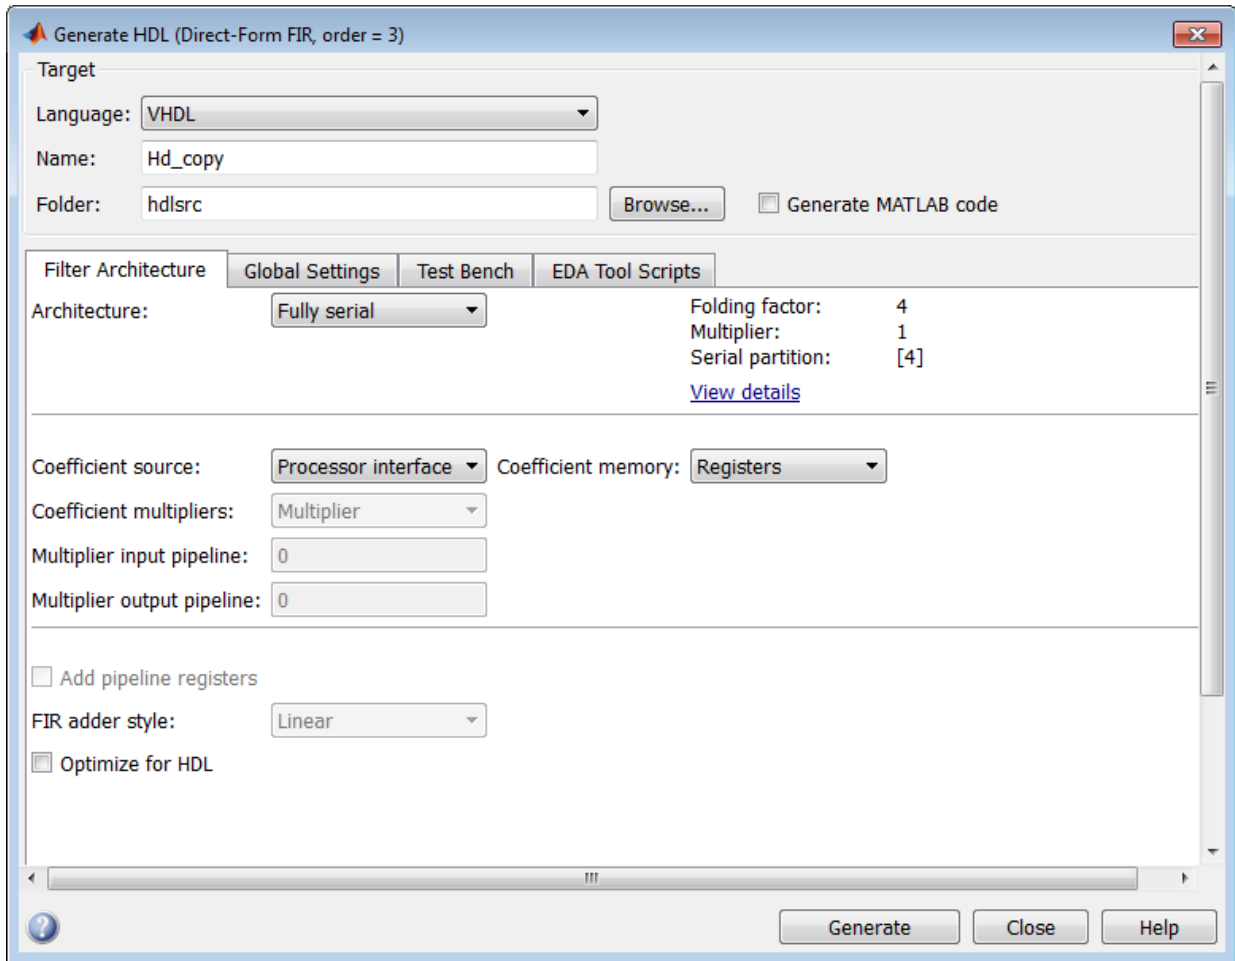 Generate HDL (Direct-Form FIR, order = 3)
Target
Language: VHDL
Name: Hd_copy
Folder: hdlsrc Browse... Generate MATLAB code
Filter Architecture Global Settings Test Bench EDA Tool Scripts
Architecture: Fully serial Folding factor: 4
Multiplier: 1
Serial partition: [4]
View details
Coefficient source: Processor interface Coefficient memory: Registers
Coefficient multipliers: Multiplier
Multiplier input pipeline: 0
Multiplier output pipeline: 0
Add pipeline registers
FIR adder style: Linear
Optimize for HDL
? Generate Close Help